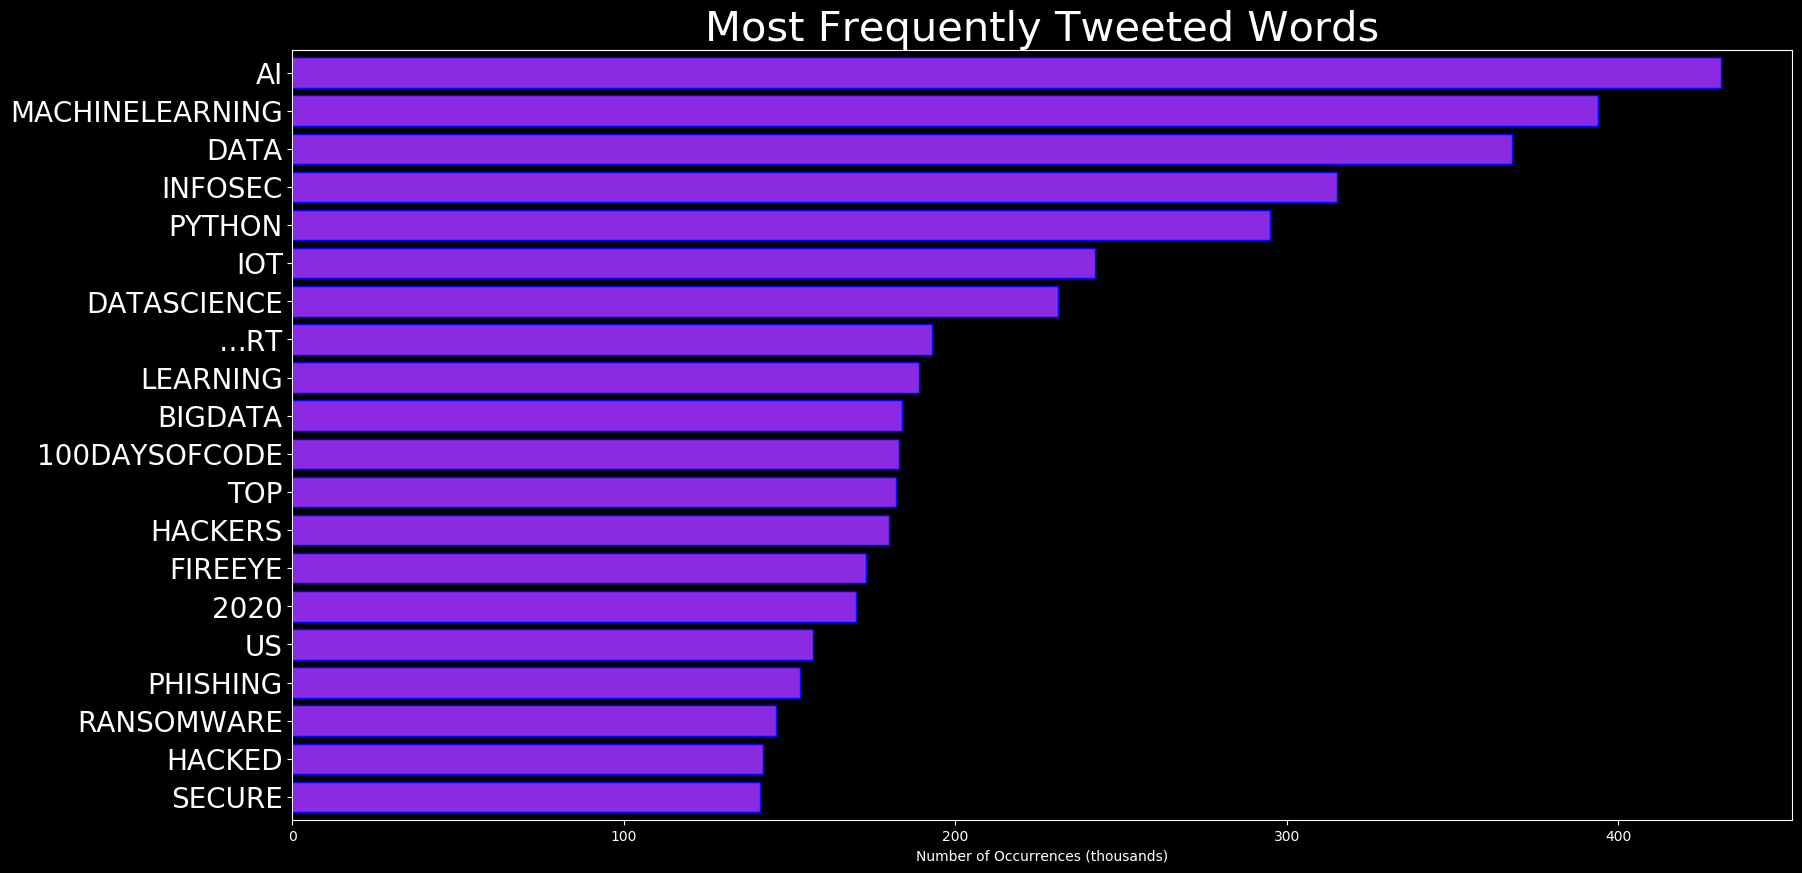 Most Frequently Tweeted Words
AI
MACHINELEARNING
DATA
INFOSEC
PYTHON
IOT
DATASCIENCE
...RT
LEARNING
BIGDATA
100DAYSOFCODE
TOP
HACKERS
FIREEYE
2020
US
PHISHING
RANSOMWARE
HACKED
SECURE
0 100 200 300 400
Number of Occurrences (thousands)